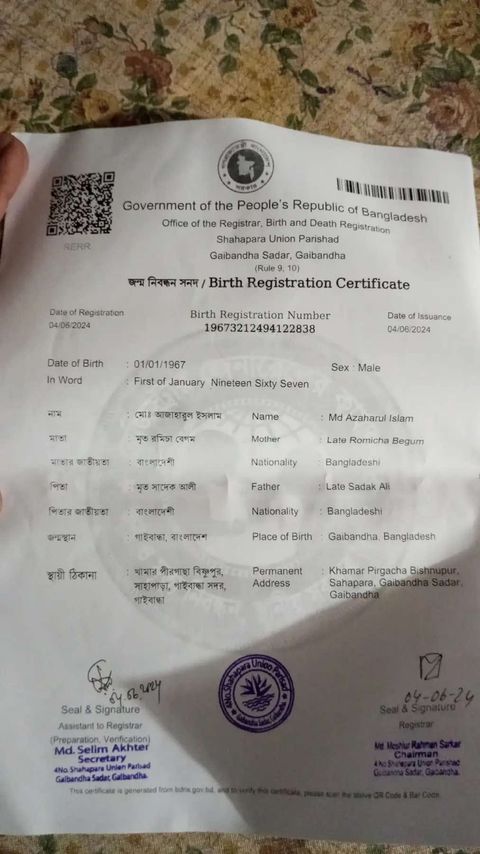 Government of the People's Republic of Bangladesh
Office of the Registrar, Birth and Death Registration
Shahapara Union Parishad
Gaibandha Sadar, Gaibandha
(Rule 9, 10)
RERR
জন্ম নিবন্ধন সনদ / Birth Registration Certificate
Date of Registration Birth Registration Number Date of Issuance
04/06/2024 19673212494122838 04/06/2024
Date of Birth : 01/01/1967 Sex : Male
In Word : First of January Nineteen Sixty Seven
নাম : মোঃ আজাহারুল ইসলাম Name : Md Azaharul Islam
মাতা : মৃত রমিচা বেগম Mother : Late Romicha Begum
মাতার জাতীয়তা : বাংলাদেশী Nationality : Bangladeshi
পিতা : মৃত সাদেক আলী Father : Late Sadak Ali
পিতার জাতীয়তা : বাংলাদেশী Nationality : Bangladeshi
জন্মস্থান : গাইবান্ধা, বাংলাদেশ Place of Birth : Gaibandha, Bangladesh
স্থায়ী ঠিকানা : খামার পীরগাছা বিষ্ণুপুর, Permanent : Khamar Pirgacha Bishnupur,
সাহাপাড়া, গাইবান্ধা সদর, Address Sahapara, Gaibandha Sadar,
গাইবান্ধা Gaibandha
04.06.2024 04-06-24
4No. Shahapara Union Parisad
Gaibandha Sadar, Gaibandha
Seal & Signature Seal & Signature
Assistant to Registrar Registrar
(Preparation, Verification)
Md. Selim Akhter Md. Moshiur Rahman Sarkar
Secretary Chairman
4No. Shahapara Union Parisad 4 No Shahapara Union Parisad
Gaibandha Sadar, Gaibandha. Gaibandha Sadar, Gaibandha.
This certificate is generated from bdris.gov.bd, and to verify this certificate, please scan the above QR Code & Bar Code.